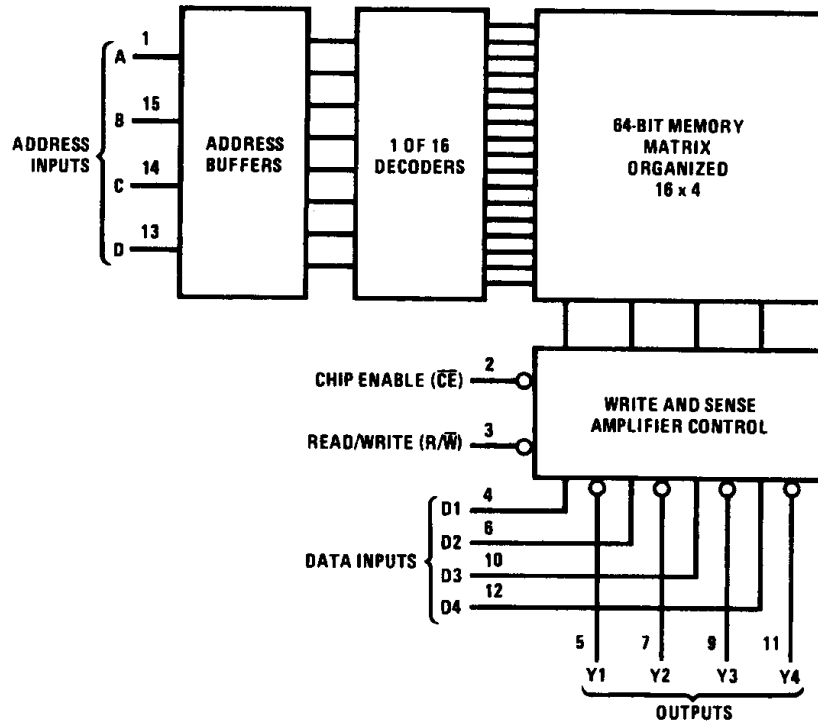 ADDRESS
INPUTS
A
1
B
15
C
14
D
13
ADDRESS
BUFFERS
1 OF 16
DECODERS
64-BIT MEMORY
MATRIX
ORGANIZED
16 x 4
CHIP ENABLE (C̅E̅)
2
READ/WRITE (R/W̅)
3
WRITE AND SENSE
AMPLIFIER CONTROL
DATA INPUTS
D1
4
D2
6
D3
10
D4
12
5
7
9
11
Y1
Y2
Y3
Y4
OUTPUTS